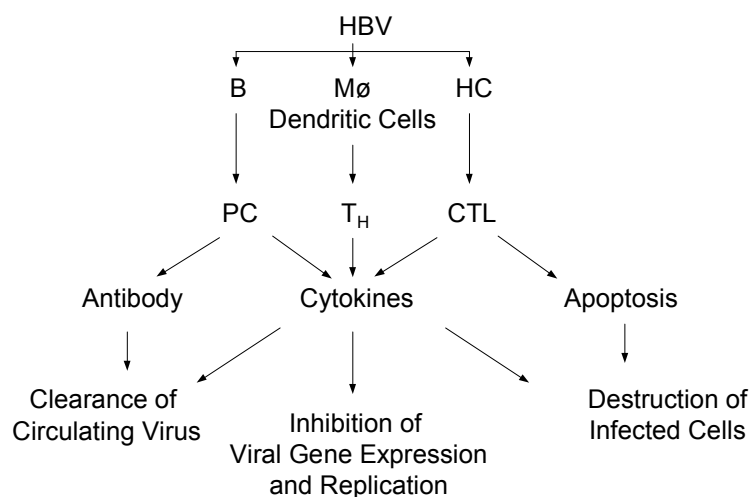 HBV
B
Mø
HC
Dendritic Cells
PC
TH
CTL
Antibody
Cytokines
Apoptosis
Clearance of
Circulating Virus
Inhibition of
Viral Gene Expression
and Replication
Destruction of
Infected Cells